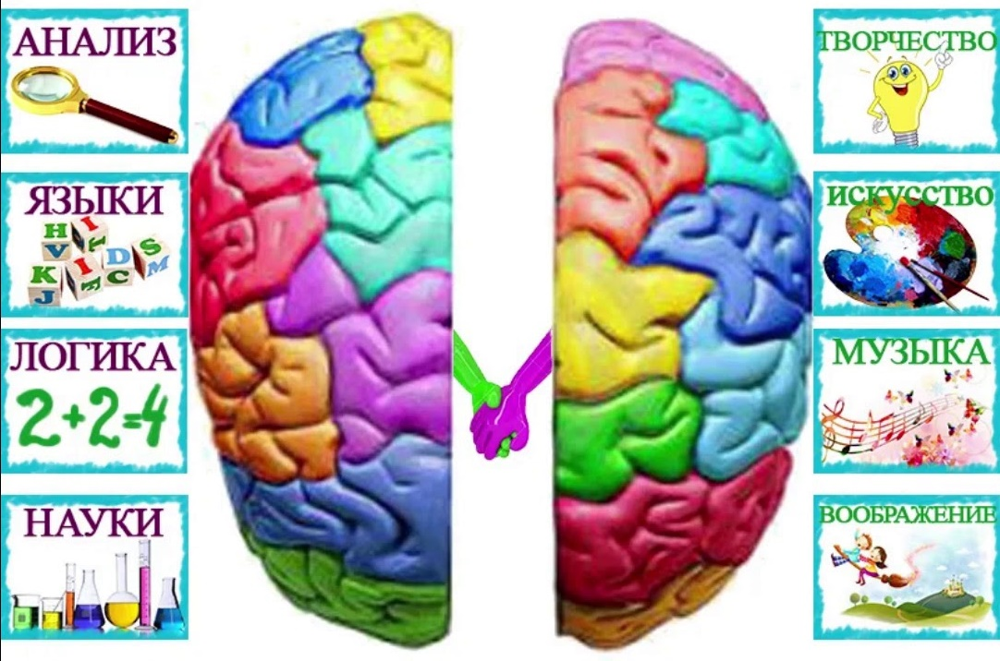 АНАЛИЗ
ЯЗЫКИ
H I
V D S
K I C M
J
ЛОГИКА
2+2=4
НАУКИ
ТВОРЧЕСТВО
ИСКУССТВО
МУЗЫКА
ВООБРАЖЕНИЕ